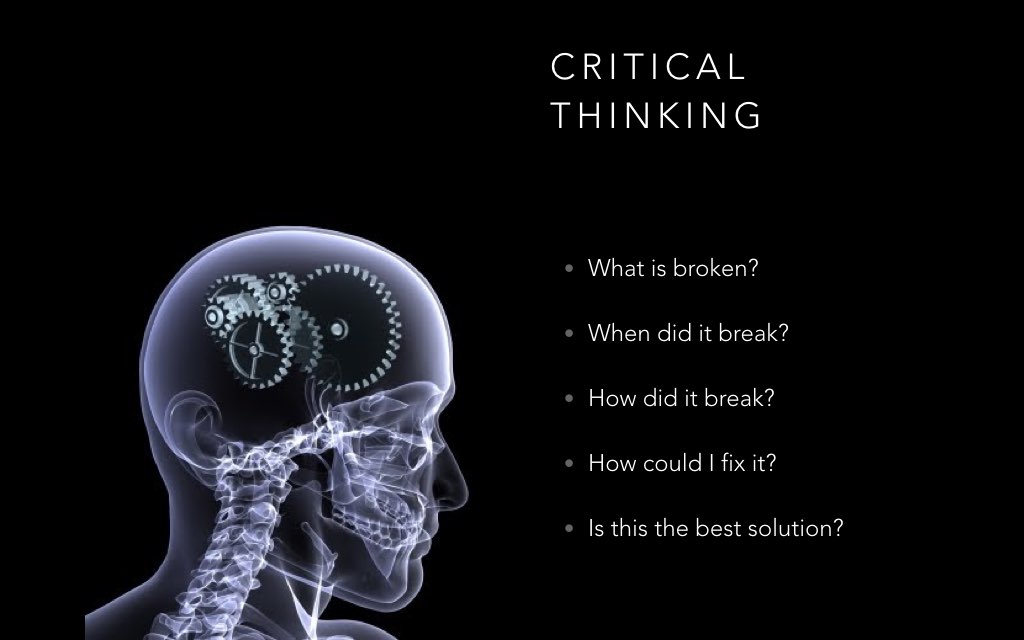 CRITICAL
THINKING
What is broken?
When did it break?
How did it break?
How could I fix it?
Is this the best solution?